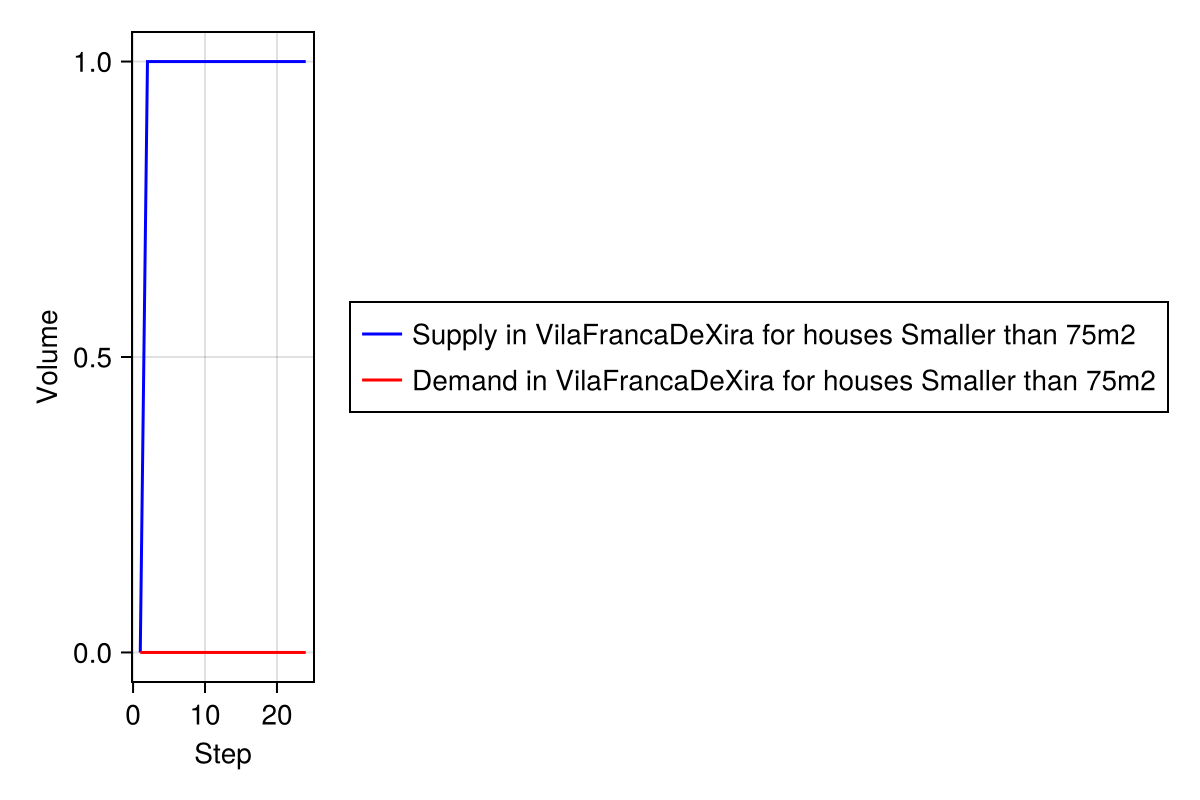 1.0
0.5
0.0
Volume
0 10 20
Step
Supply in VilaFrancaDeXira for houses Smaller than 75m2
Demand in VilaFrancaDeXira for houses Smaller than 75m2